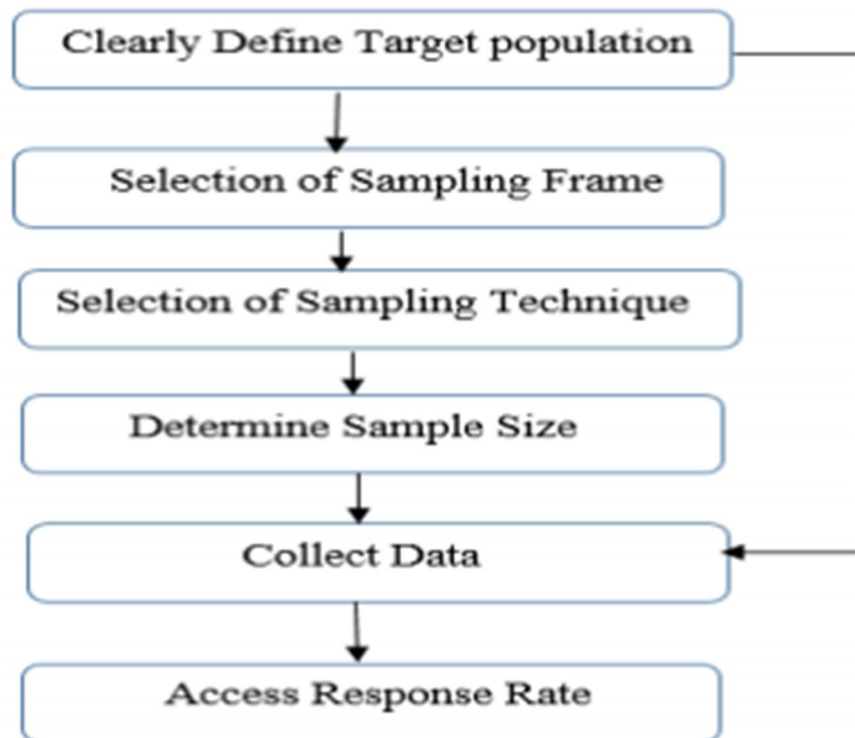 Clearly Define Target population
Selection of Sampling Frame
Selection of Sampling Technique
Determine Sample Size
Collect Data
Access Response Rate